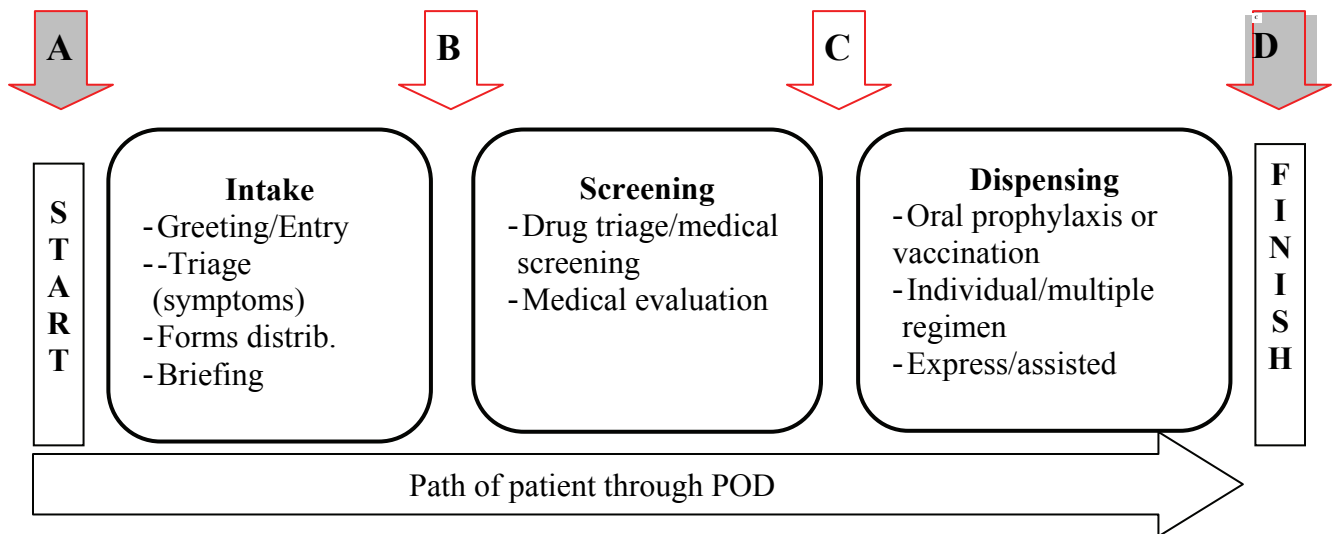 A
B
C
c
D
S
T
A
R
T
Intake
-Greeting/Entry
--Triage
(symptoms)
-Forms distrib.
-Briefing
Screening
-Drug triage/medical
screening
-Medical evaluation
Dispensing
-Oral prophylaxis or
vaccination
-Individual/multiple
regimen
-Express/assisted
F
I
N
I
S
H
Path of patient through POD